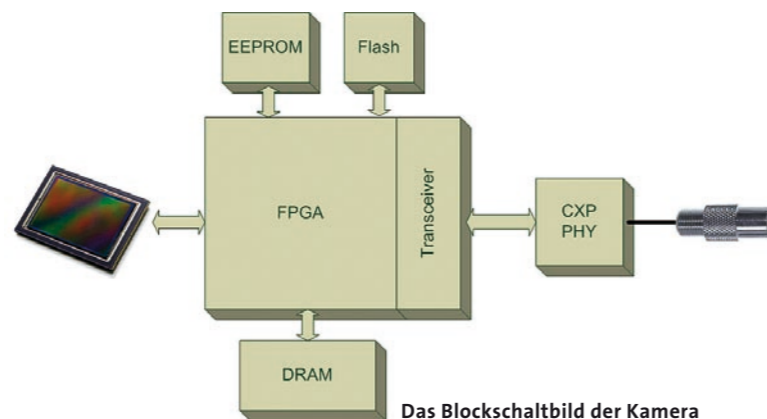 EEPROM
Flash
FPGA
Transceiver
CXP
PHY
DRAM
Das Blockschaltbild der Kamera